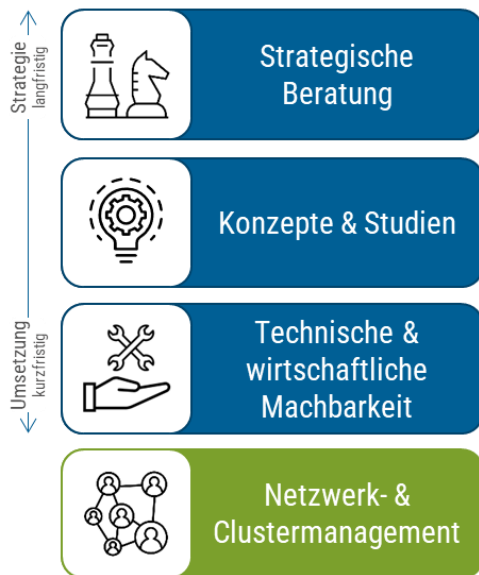 Strategie
langfristig
Strategische
Beratung
Konzepte & Studien
Umsetzung
kurzfristig
Technische &
wirtschaftliche
Machbarkeit
Netzwerk- &
Clustermanagement